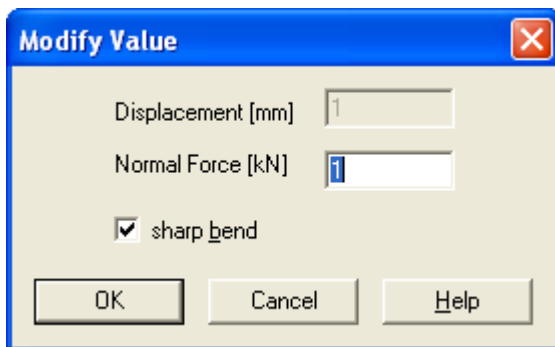 Modify Value
Displacement [mm] 1
Normal Force [kN] 1
sharp bend
OK Cancel Help